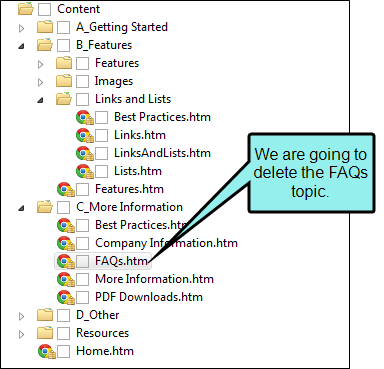 Content
A_Getting Started
B_Features
Features
Images
Links and Lists
Best Practices.htm
Links.htm
LinksAndLists.htm
Lists.htm
Features.htm
C_More Information
Best Practices.htm
Company Information.htm
FAQs.htm
More Information.htm
PDF Downloads.htm
D_Other
Resources
Home.htm
We are going to
delete the FAQs
topic.